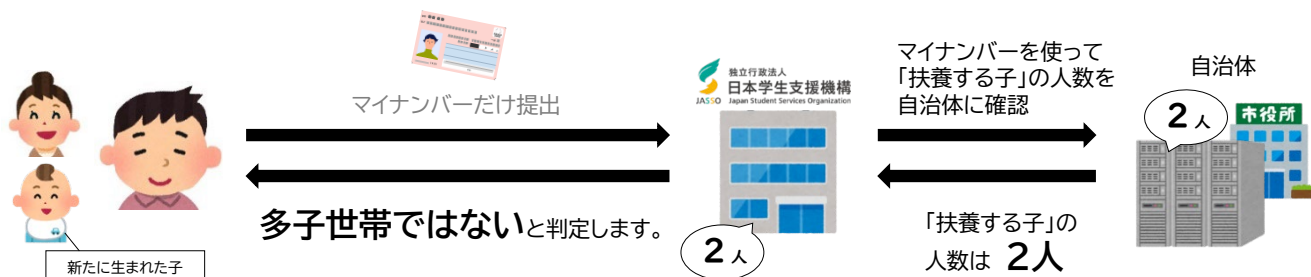 マイナンバーだけ提出
独立行政法人
日本学生支援機構
JASSO Japan Student Services Organization
マイナンバーを使って
「扶養する子」の人数を
自治体に確認
自治体
2人
市役所
多子世帯ではないと判定します。
2人
「扶養する子」の
人数は 2人
新たに生まれた子